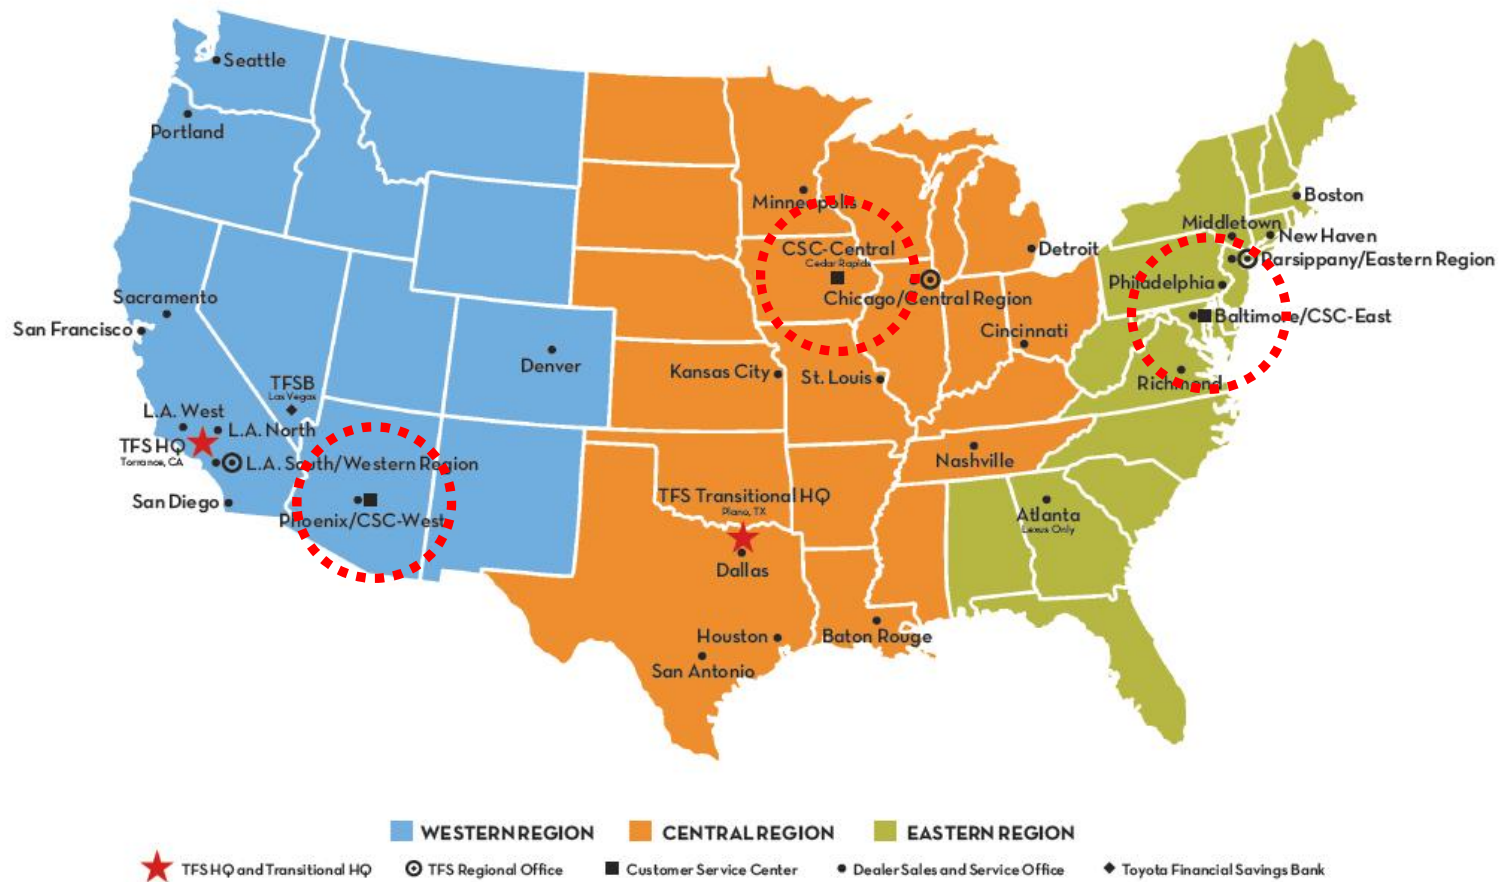 Seattle
Portland
Minneapolis
Boston
Middletown
New Haven
CSC-Central
Cedar Rapids
Detroit
Parsippany/Eastern Region
Philadelphia
Chicago/Central Region
Sacramento
San Francisco
Baltimore/CSC-East
Cincinnati
Denver
Kansas City
St. Louis
Richmond
TFSB
Las Vegas
L.A. West
L.A. North
TFS HQ
Torrance, CA
L.A. South/Western Region
Nashville
San Diego
Phoenix/CSC-West
TFS Transitional HQ
Plano, TX
Atlanta
Lexus Only
Dallas
Houston
Baton Rouge
San Antonio
WESTERN REGION
CENTRAL REGION
EASTERN REGION
TFS HQ and Transitional HQ
TFS Regional Office
Customer Service Center
Dealer Sales and Service Office
Toyota Financial Savings Bank